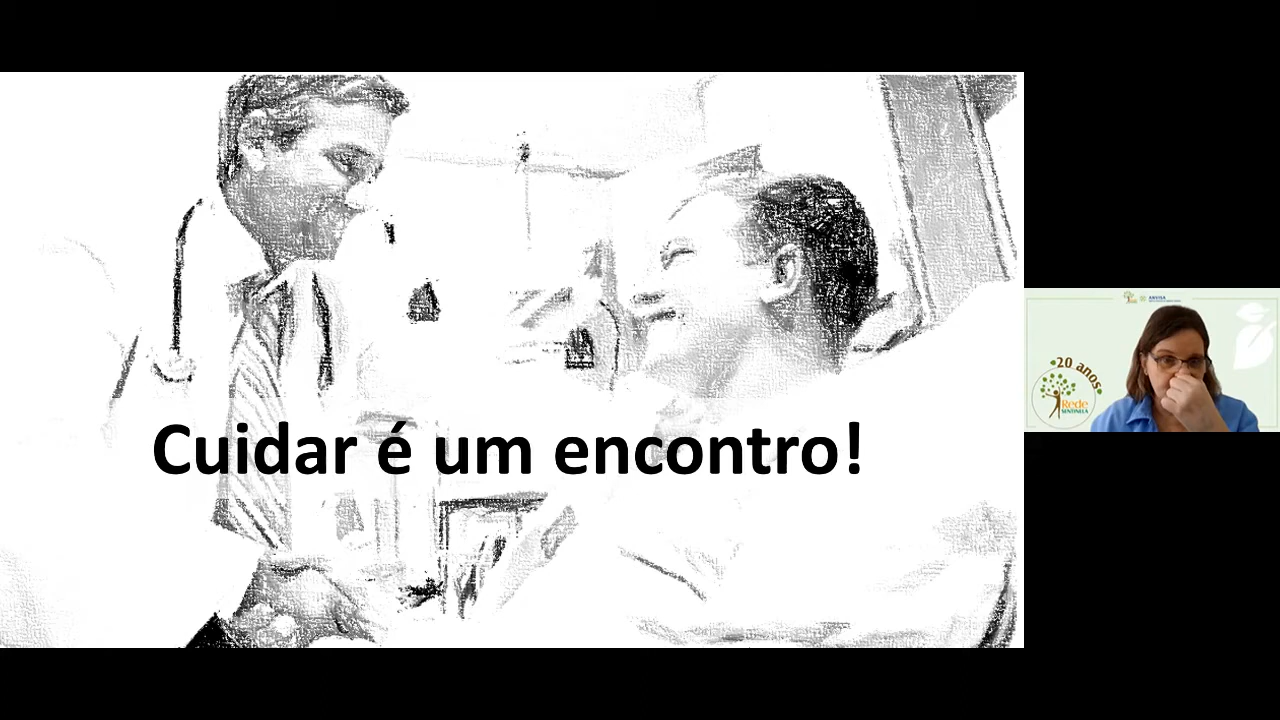 Cuidar é um encontro!
ANVISA
20 anos
Rede
SENTINELA